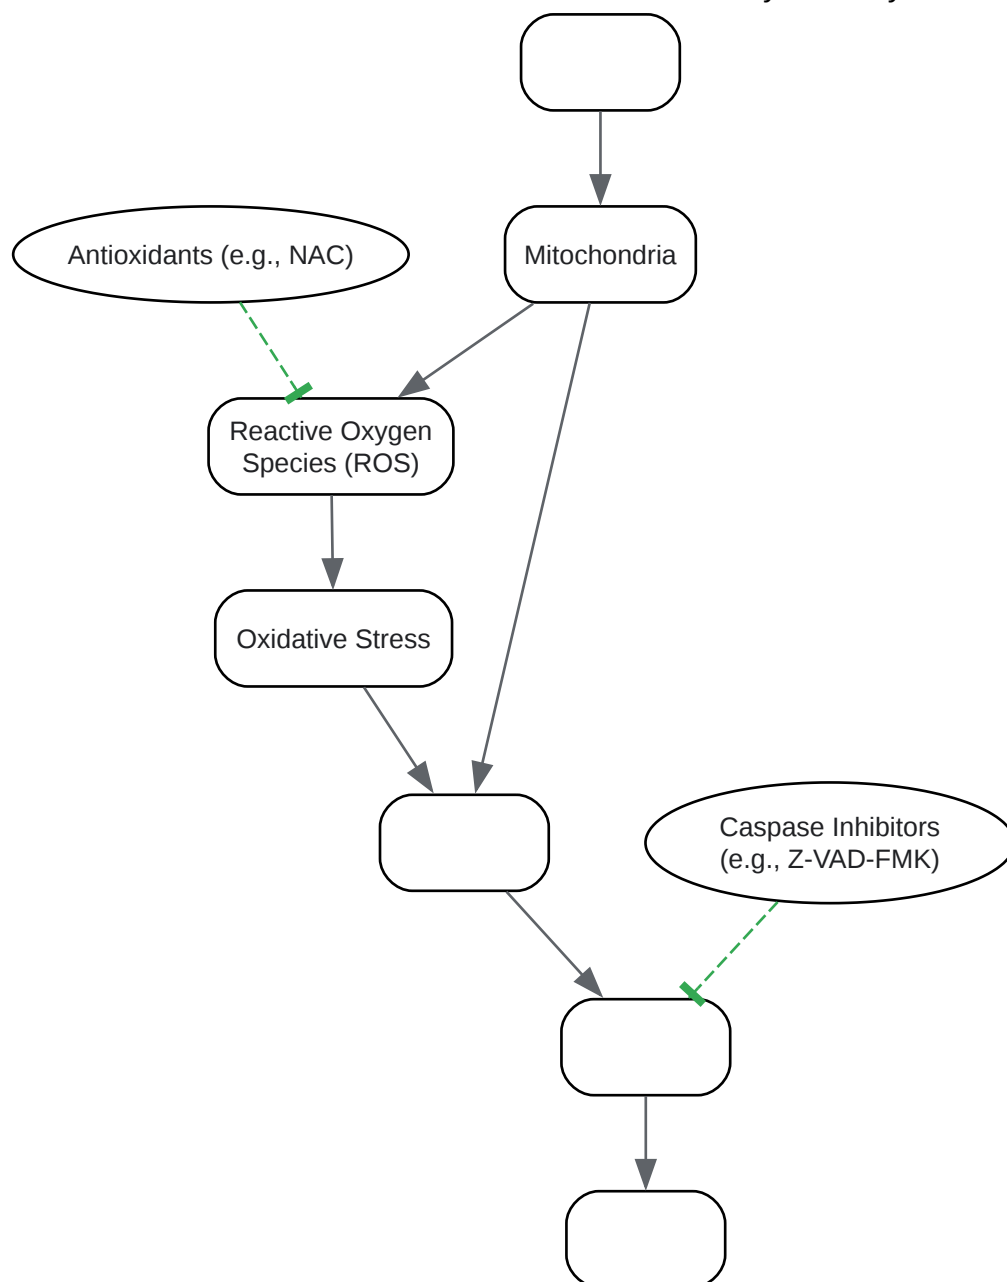 Antioxidants (e.g., NAC)
Mitochondria
Reactive Oxygen
Species (ROS)
Oxidative Stress
Caspase Inhibitors
(e.g., Z-VAD-FMK)